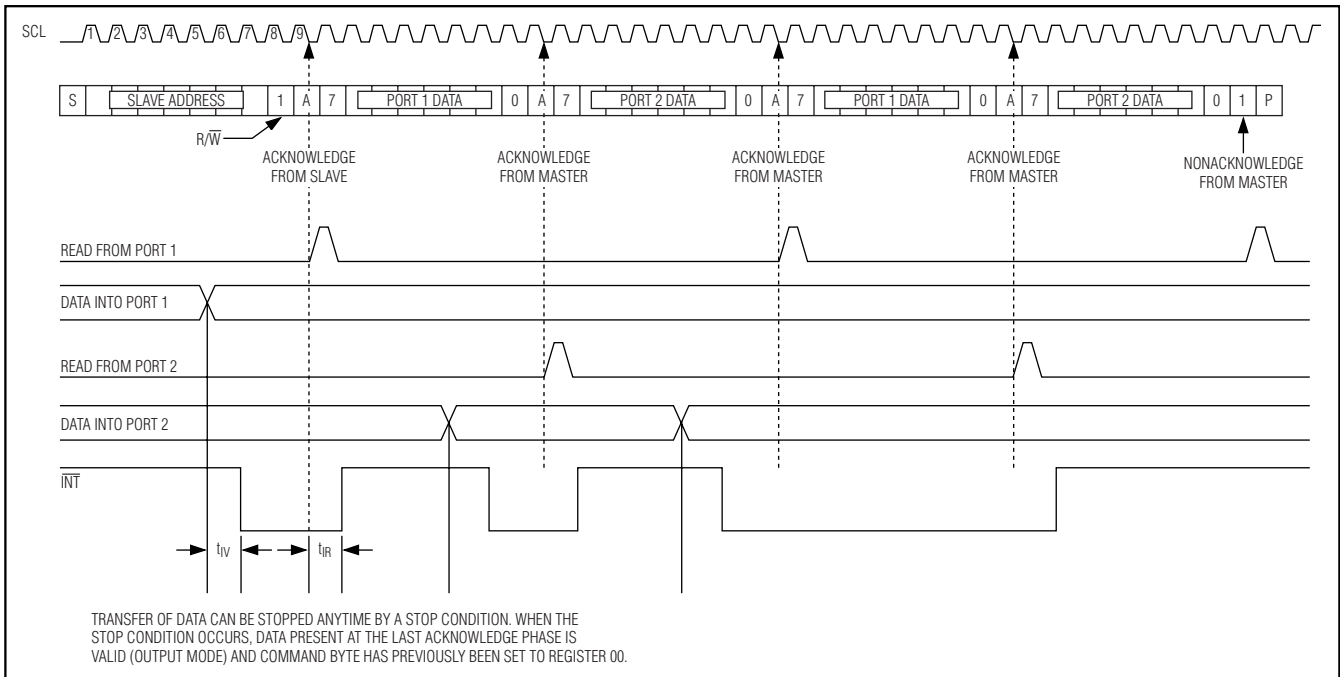 SCL 1 2 3 4 5 6 7 8 9
S SLAVE ADDRESS 1 A 7 PORT 1 DATA 0 A 7 PORT 2 DATA 0 A 7 PORT 1 DATA 0 A 7 PORT 2 DATA 0 1 P
R/W̅
ACKNOWLEDGE
FROM SLAVE
ACKNOWLEDGE
FROM MASTER
ACKNOWLEDGE
FROM MASTER
ACKNOWLEDGE
FROM MASTER
NONACKNOWLEDGE
FROM MASTER
READ FROM PORT 1
DATA INTO PORT 1
READ FROM PORT 2
DATA INTO PORT 2
I̅N̅T̅
tIV tIR
TRANSFER OF DATA CAN BE STOPPED ANYTIME BY A STOP CONDITION. WHEN THE
STOP CONDITION OCCURS, DATA PRESENT AT THE LAST ACKNOWLEDGE PHASE IS
VALID (OUTPUT MODE) AND COMMAND BYTE HAS PREVIOUSLY BEEN SET TO REGISTER 00.